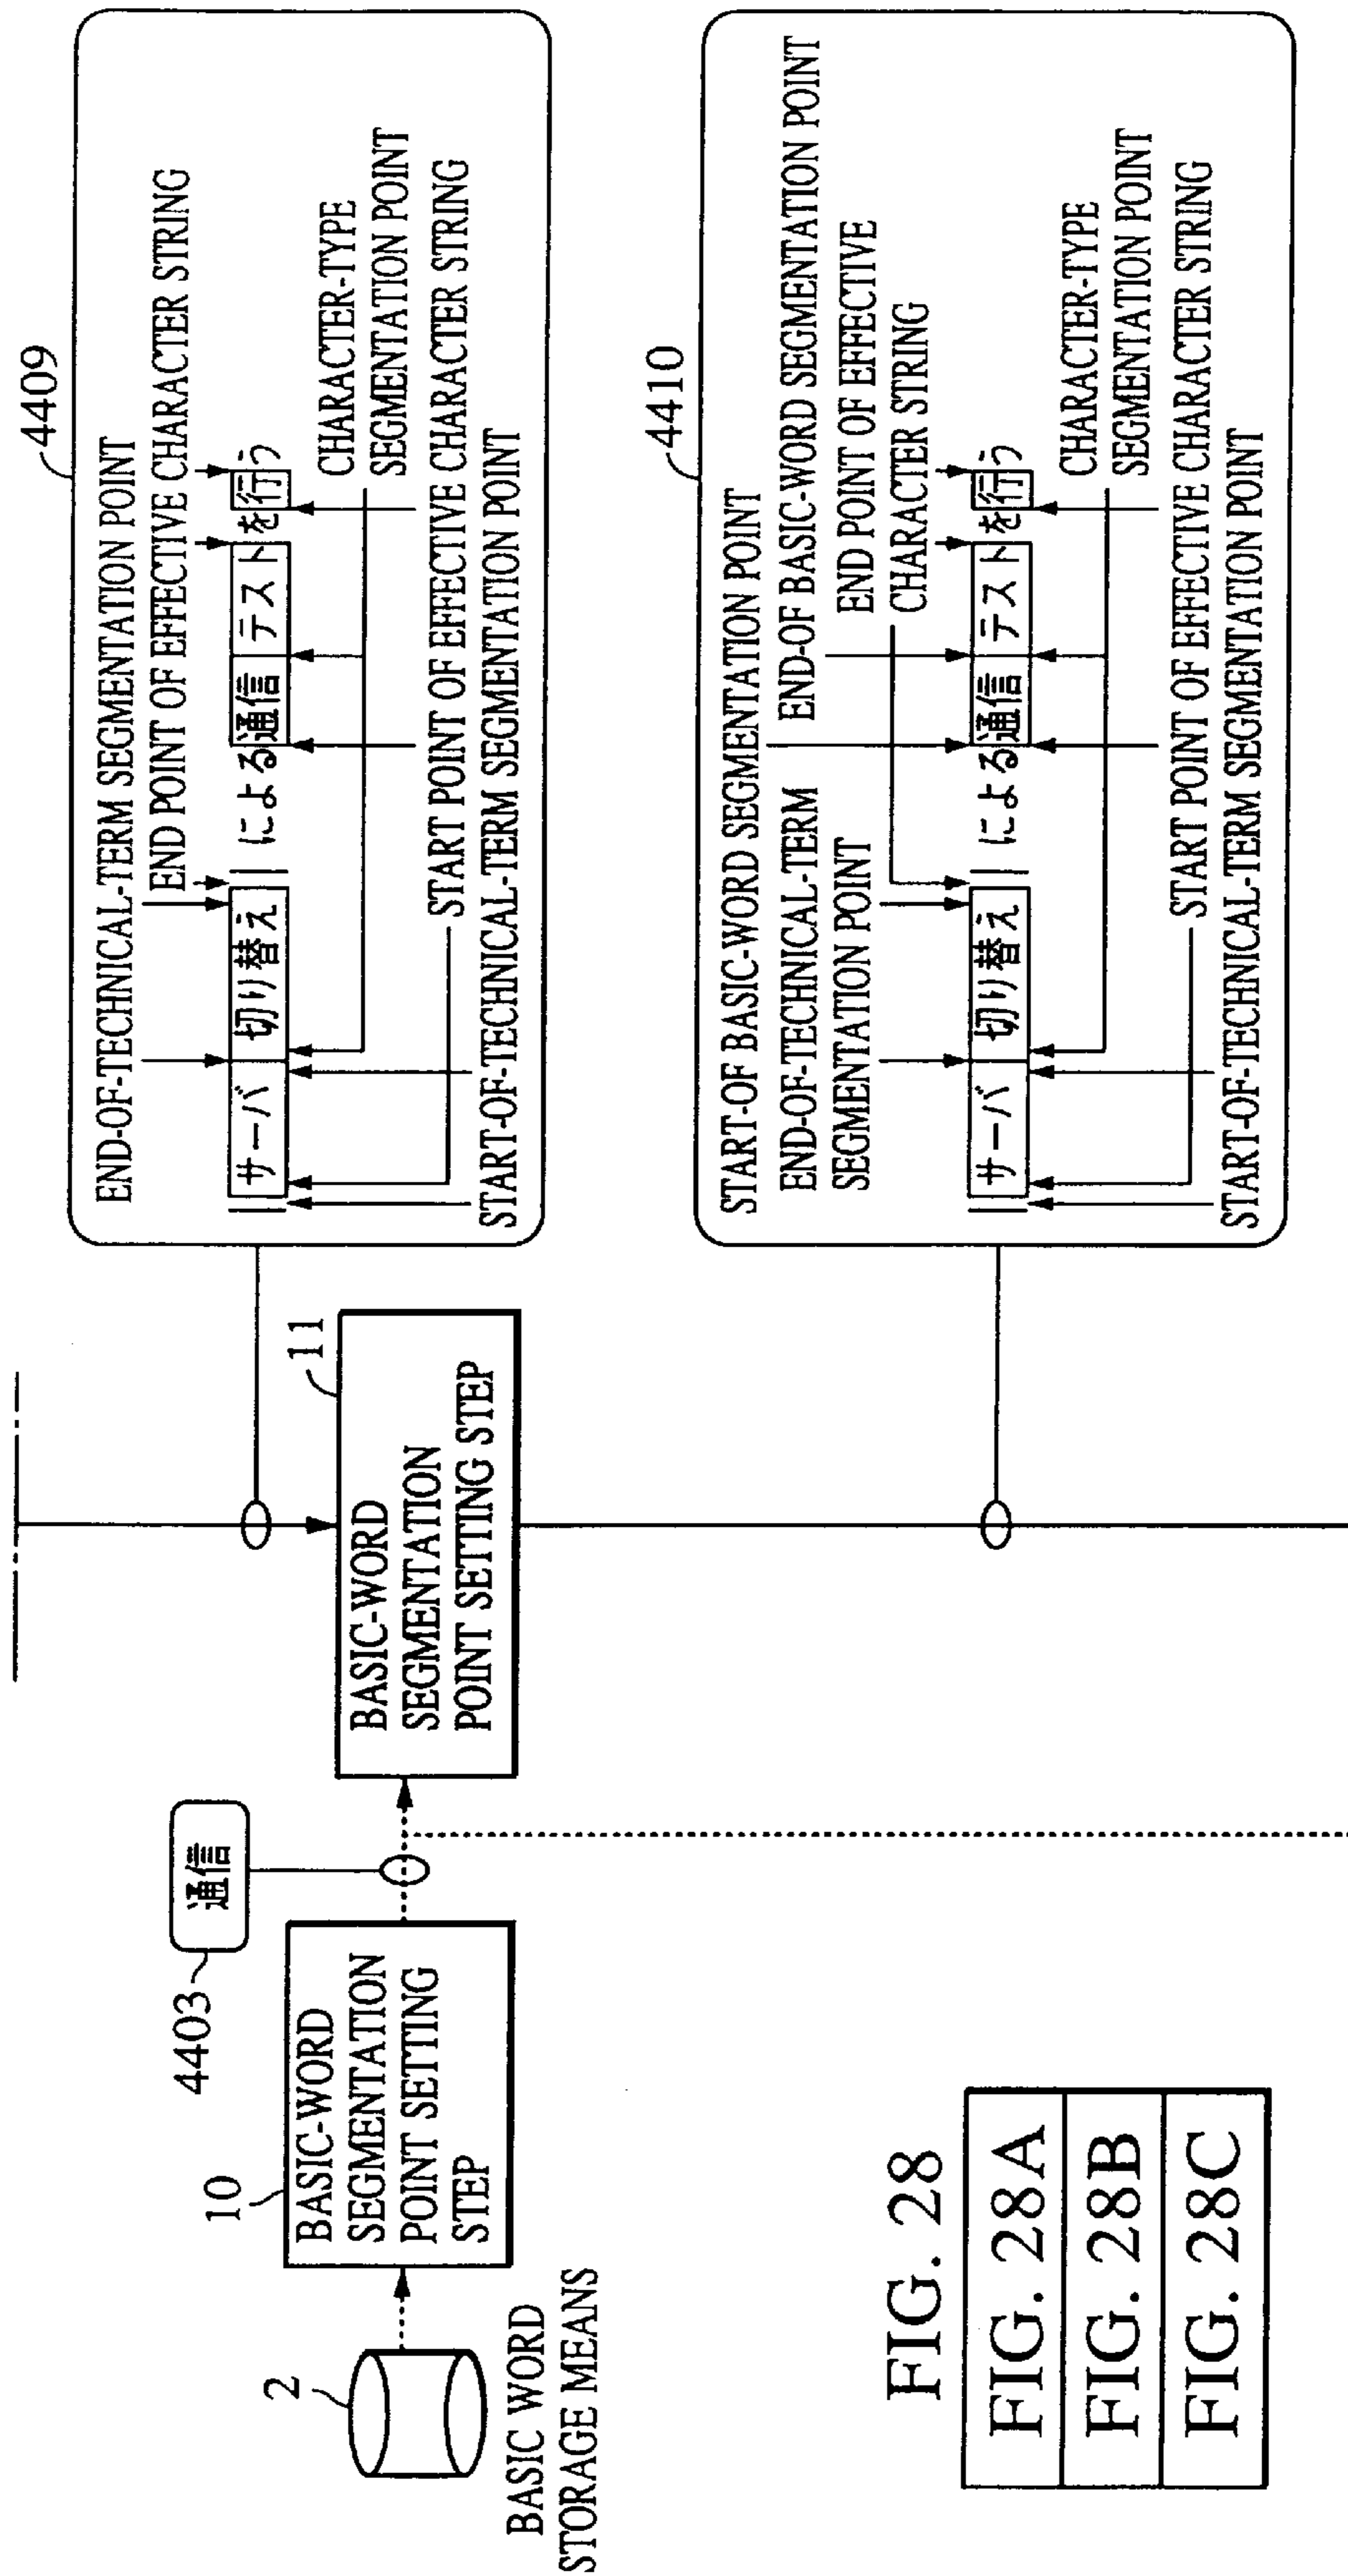 4409
END-OF-TECHNICAL-TERM SEGMENTATION POINT
END POINT OF EFFECTIVE CHARACTER STRING
サーバ切り替えによる通信テストを行う
CHARACTER-TYPE
SEGMENTATION POINT
START POINT OF EFFECTIVE CHARACTER STRING
START-OF-TECHNICAL-TERM SEGMENTATION POINT
4403
通信
2
BASIC WORD
STORAGE MEANS
10
BASIC-WORD
SEGMENTATION
POINT SETTING
STEP
11
BASIC-WORD
SEGMENTATION
POINT SETTING STEP
4410
START-OF BASIC-WORD SEGMENTATION POINT
END-OF BASIC-WORD SEGMENTATION POINT
END-OF-TECHNICAL-TERM
SEGMENTATION POINT
END POINT OF EFFECTIVE
CHARACTER STRING
サーバ切り替えによる通信テストを行う
CHARACTER-TYPE
SEGMENTATION POINT
START POINT OF EFFECTIVE CHARACTER STRING
START-OF-TECHNICAL-TERM SEGMENTATION POINT
FIG. 28
FIG. 28A
FIG. 28B
FIG. 28C